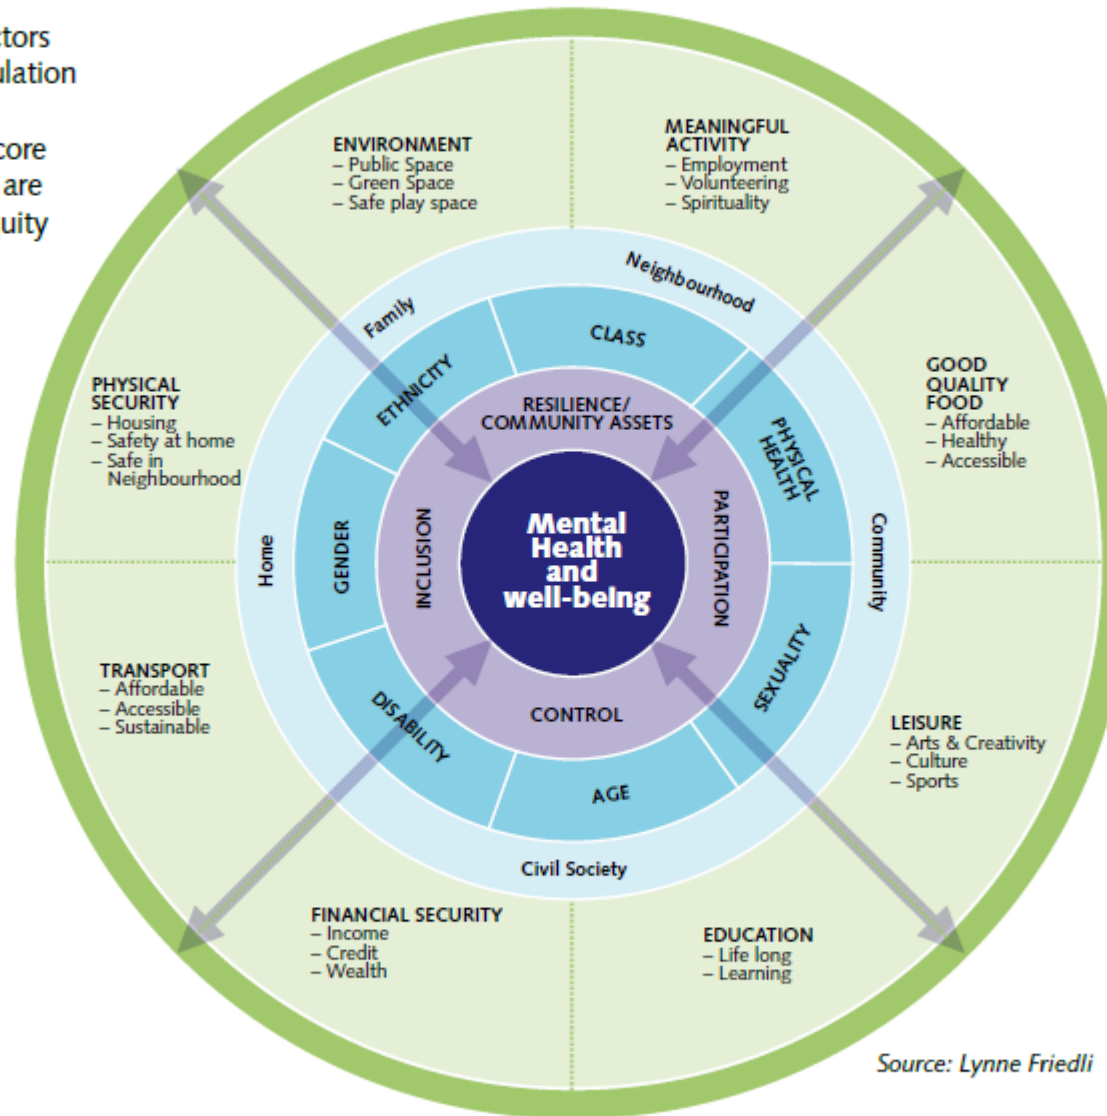 ctors
ulation
core
are
uity
ENVIRONMENT
– Public Space
– Green Space
– Safe play space
MEANINGFUL
ACTIVITY
– Employment
– Volunteering
– Spirituality
PHYSICAL
SECURITY
– Housing
– Safety at home
– Safe in
Neighbourhood
GOOD
QUALITY
FOOD
– Affordable
– Healthy
– Accessible
TRANSPORT
– Affordable
– Accessible
– Sustainable
LEISURE
– Arts & Creativity
– Culture
– Sports
FINANCIAL SECURITY
– Income
– Credit
– Wealth
EDUCATION
– Life long
– Learning
Family
Neighbourhood
Home
Community
Civil Society
ETHNICITY
CLASS
PHYSICAL
HEALTH
GENDER
SEXUALITY
DISABILITY
AGE
RESILIENCE/
COMMUNITY ASSETS
INCLUSION
PARTICIPATION
CONTROL
Mental
Health
and
well-being
Source: Lynne Friedli